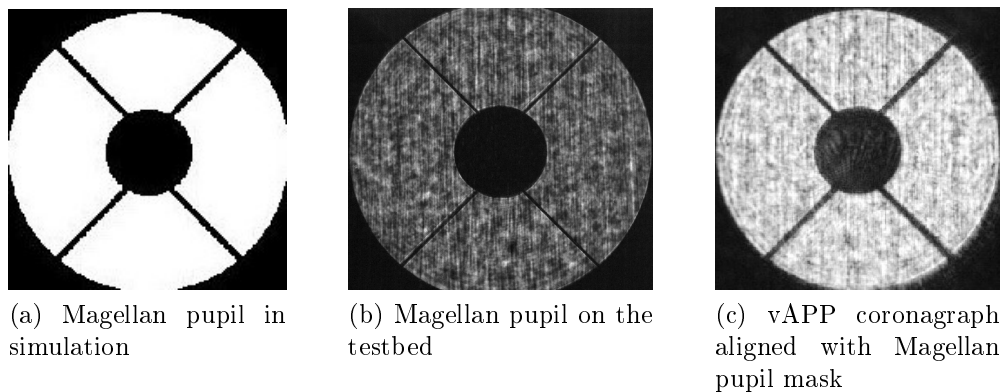 (a) Magellan pupil in
simulation
(b) Magellan pupil on the
testbed
(c) vAPP coronagraph
aligned with Magellan
pupil mask